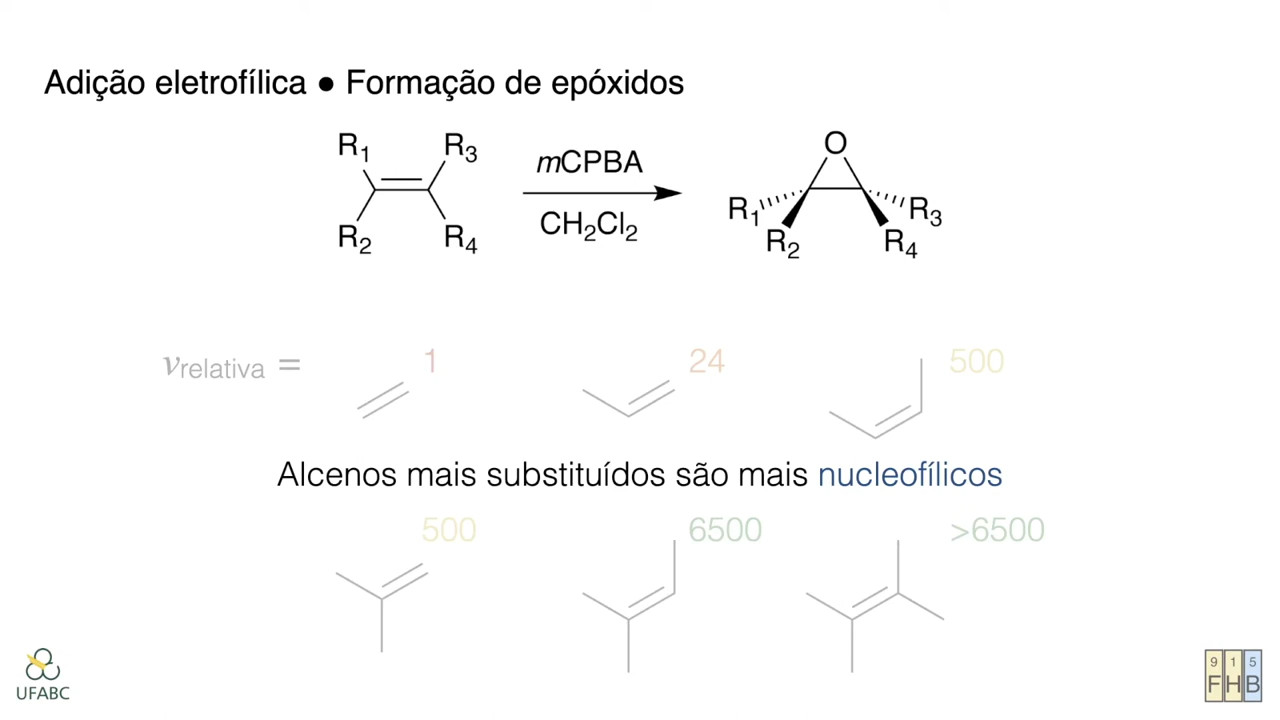 Adição eletrofílica ● Formação de epóxidos
R1 R3 mCPBA O
R2 R4 CH2Cl2 R1 R2 R3 R4
vrelativa = 1 24 500
Alcenos mais substituídos são mais nucleofílicos
500 6500 >6500
UFABC
9 1 5
F H B